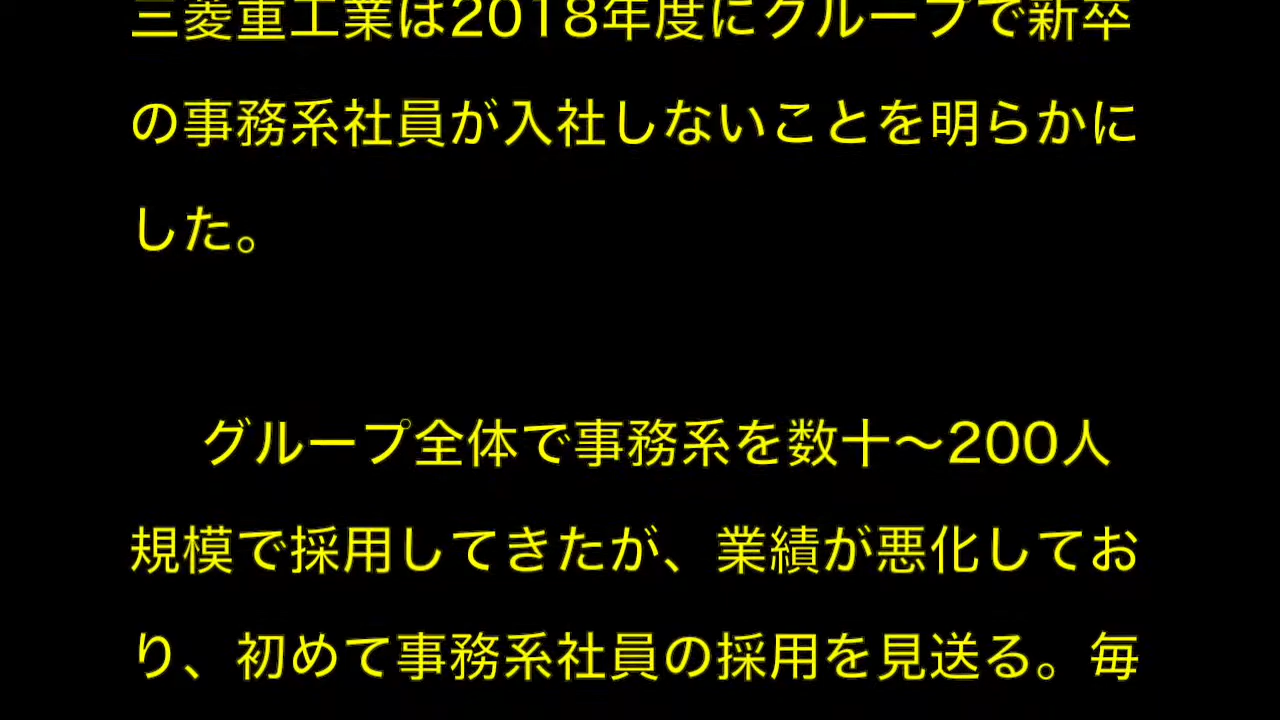 三菱重工業は2018年度にグループで新卒
の事務系社員が入社しないことを明らかに
した。
グループ全体で事務系を数十〜200人
規模で採用してきたが、業績が悪化してお
り、初めて事務系社員の採用を見送る。毎